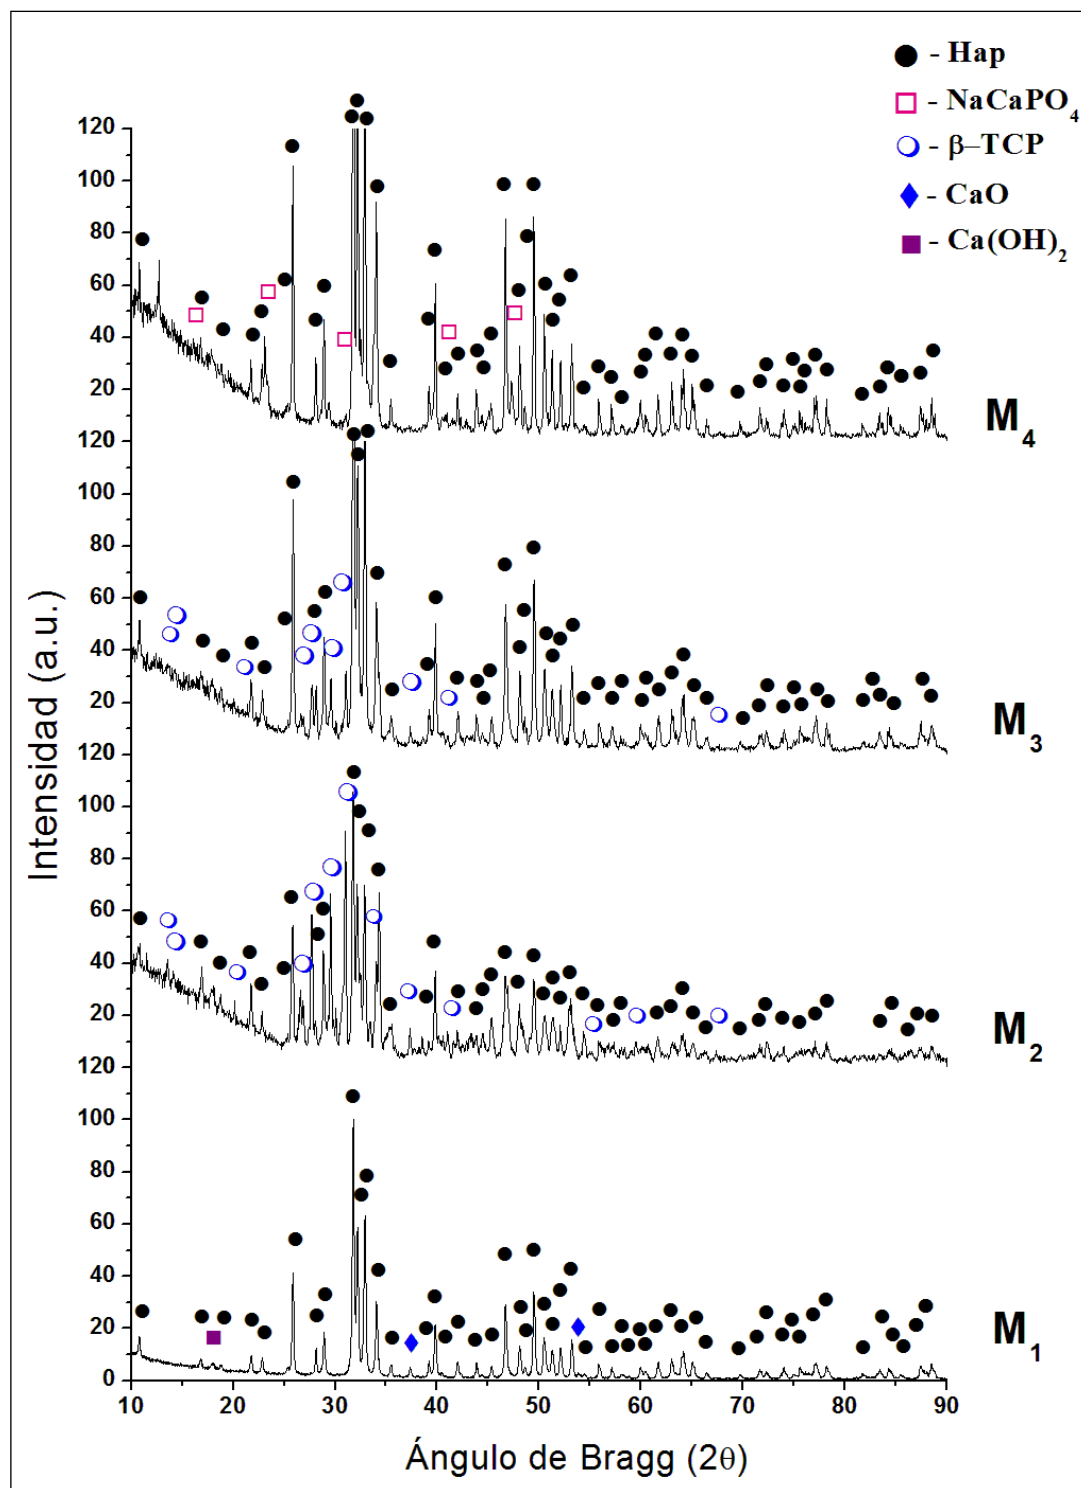 - Hap
- NaCaPO₄
- β–TCP
- CaO
- Ca(OH)₂
Intensidad (a.u.)
120
100
80
60
40
20
M₄
120
100
80
60
40
20
M₃
120
100
80
60
40
20
M₂
120
100
80
60
40
20
0
M₁
10 20 30 40 50 60 70 80 90
Ángulo de Bragg (2θ)